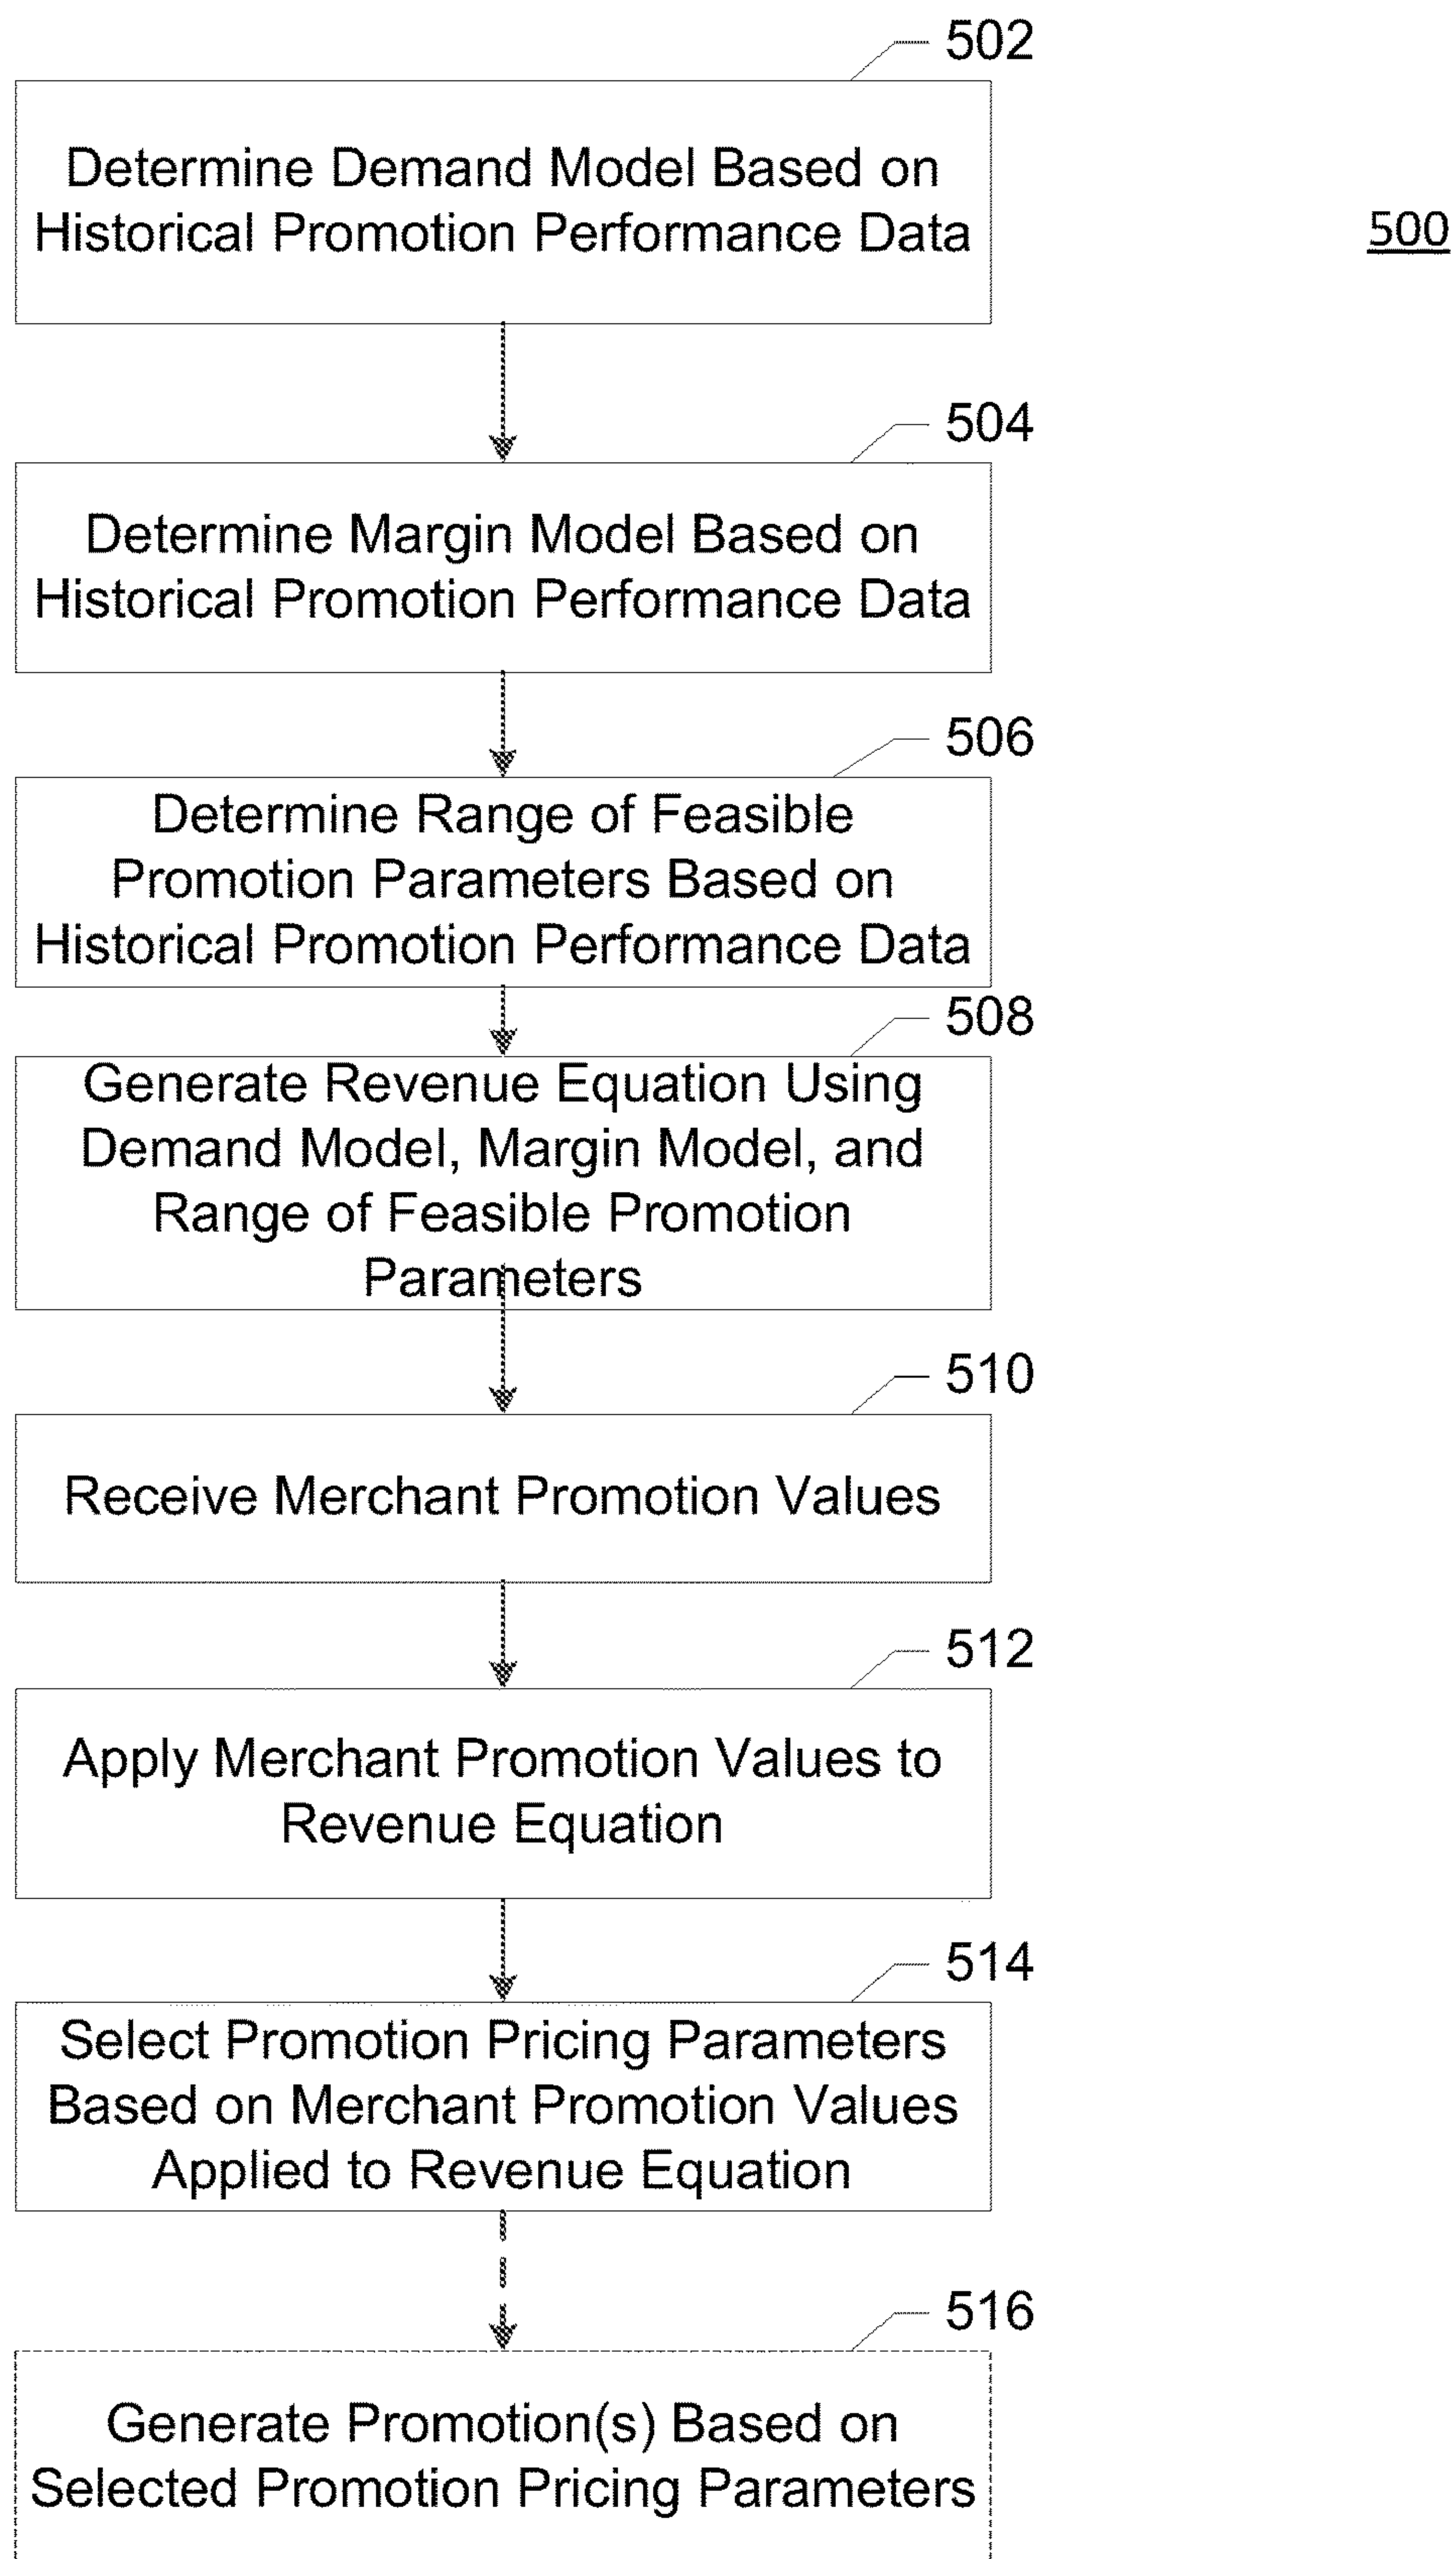 502
Determine Demand Model Based on
Historical Promotion Performance Data
500
504
Determine Margin Model Based on
Historical Promotion Performance Data
506
Determine Range of Feasible
Promotion Parameters Based on
Historical Promotion Performance Data
508
Generate Revenue Equation Using
Demand Model, Margin Model, and
Range of Feasible Promotion
Parameters
510
Receive Merchant Promotion Values
512
Apply Merchant Promotion Values to
Revenue Equation
514
Select Promotion Pricing Parameters
Based on Merchant Promotion Values
Applied to Revenue Equation
516
Generate Promotion(s) Based on
Selected Promotion Pricing Parameters